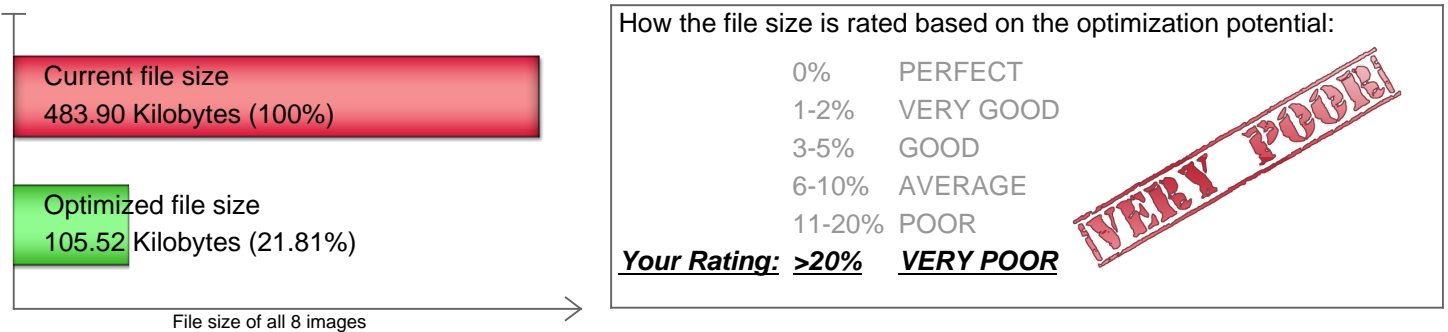 Current file size
483.90 Kilobytes (100%)
Optimized file size
105.52 Kilobytes (21.81%)
File size of all 8 images
How the file size is rated based on the optimization potential:
0% PERFECT
1-2% VERY GOOD
3-5% GOOD
6-10% AVERAGE
11-20% POOR
Your Rating: >20% VERY POOR
VERY POOR